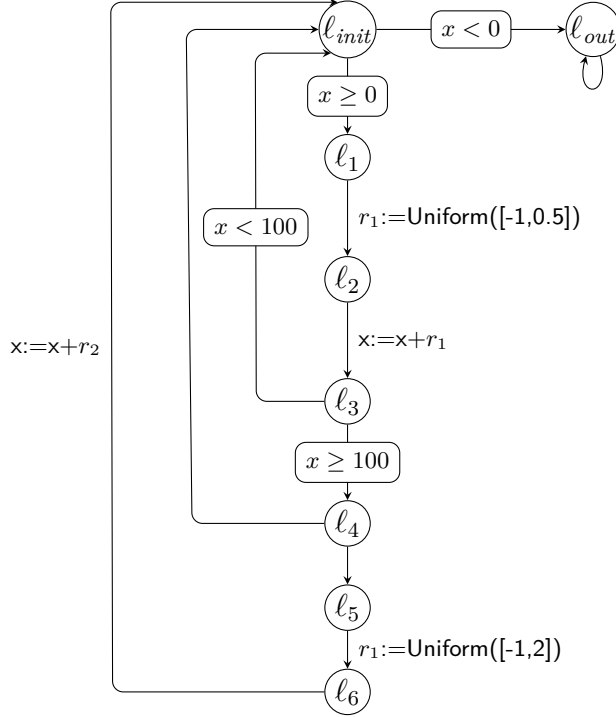 ℓ_init
x < 0
ℓ_out
x ≥ 0
ℓ_1
r_1:=Uniform([-1,0.5])
x < 100
ℓ_2
x:=x+r_1
x:=x+r_2
ℓ_3
x ≥ 100
ℓ_4
ℓ_5
r_1:=Uniform([-1,2])
ℓ_6